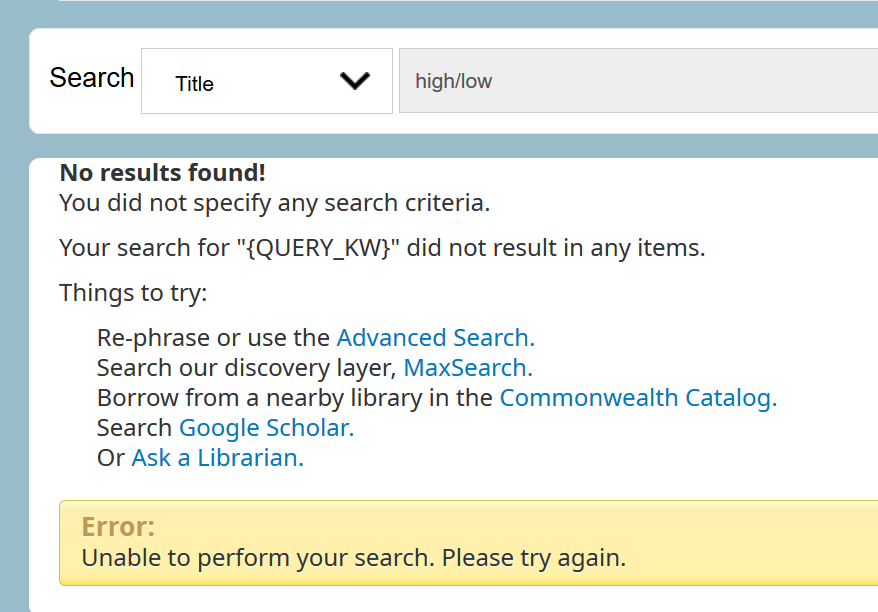 Search Title high/low
No results found!
You did not specify any search criteria.
Your search for "{QUERY_KW}" did not result in any items.
Things to try:
Re-phrase or use the Advanced Search.
Search our discovery layer, MaxSearch.
Borrow from a nearby library in the Commonwealth Catalog.
Search Google Scholar.
Or Ask a Librarian.
Error:
Unable to perform your search. Please try again.